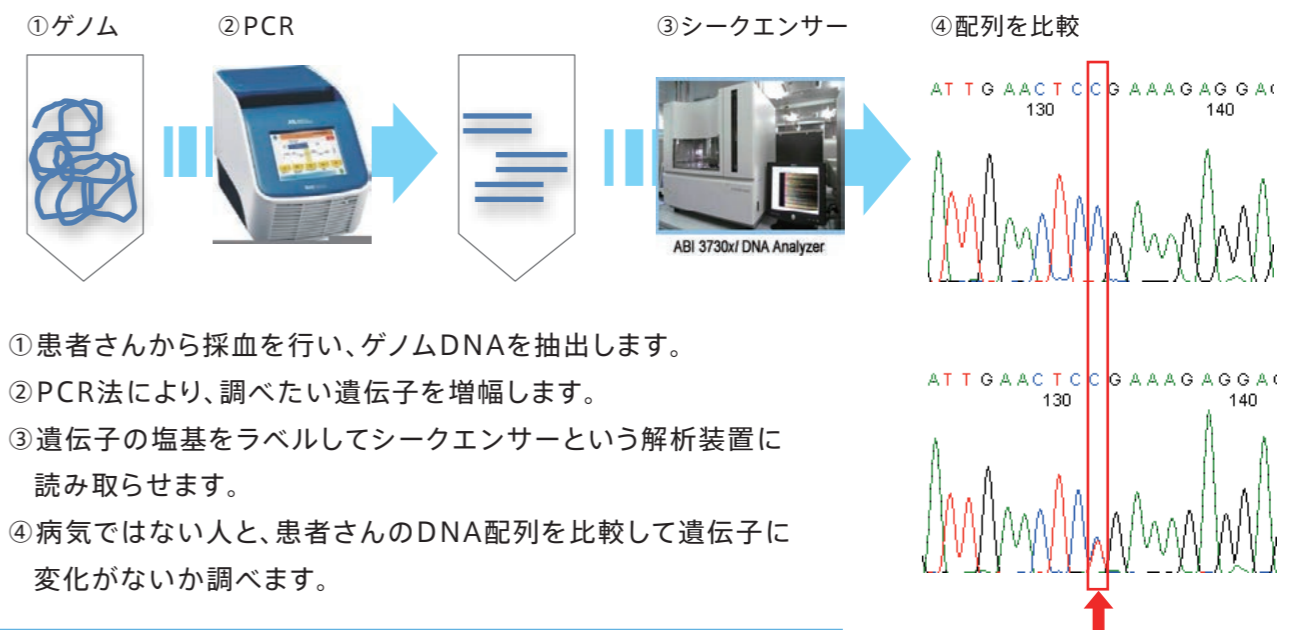 ①ゲノム
②PCR
③シークエンサー
④配列を比較
ABI 3730xl DNA Analyzer
A T T G A A C T C C G A A A G A G G A
130 140
A T T G A A C T C C G A A A G A G G A
130 140
①患者さんから採血を行い、ゲノムDNAを抽出します。
②PCR法により、調べたい遺伝子を増幅します。
③遺伝子の塩基をラベルしてシークエンサーという解析装置に
読み取らせます。
④病気ではない人と、患者さんのDNA配列を比較して遺伝子に
変化がないか調べます。